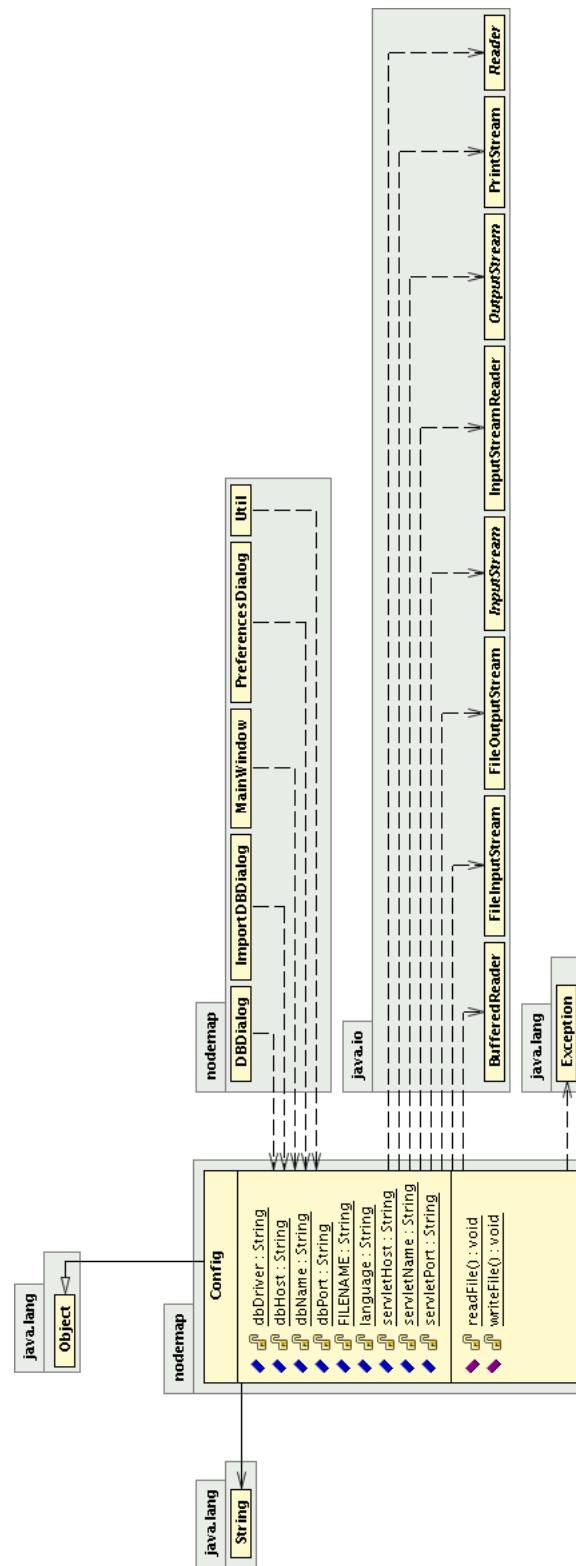 java.lang
Object
java.lang
String
nodemap
Config
dbDriver : String
dbHost : String
dbName : String
dbPort : String
FILENAME : String
language : String
servletHost : String
servletName : String
servletPort : String
readFile() : void
writeFile() : void
nodemap
DBDialog
ImportDBDialog
MainWindow
PreferencesDialog
Util
java.io
BufferedReader
FileInputStream
FileOutputStream
InputStream
InputStreamReader
OutputStream
PrintStream
Reader
java.lang
Exception